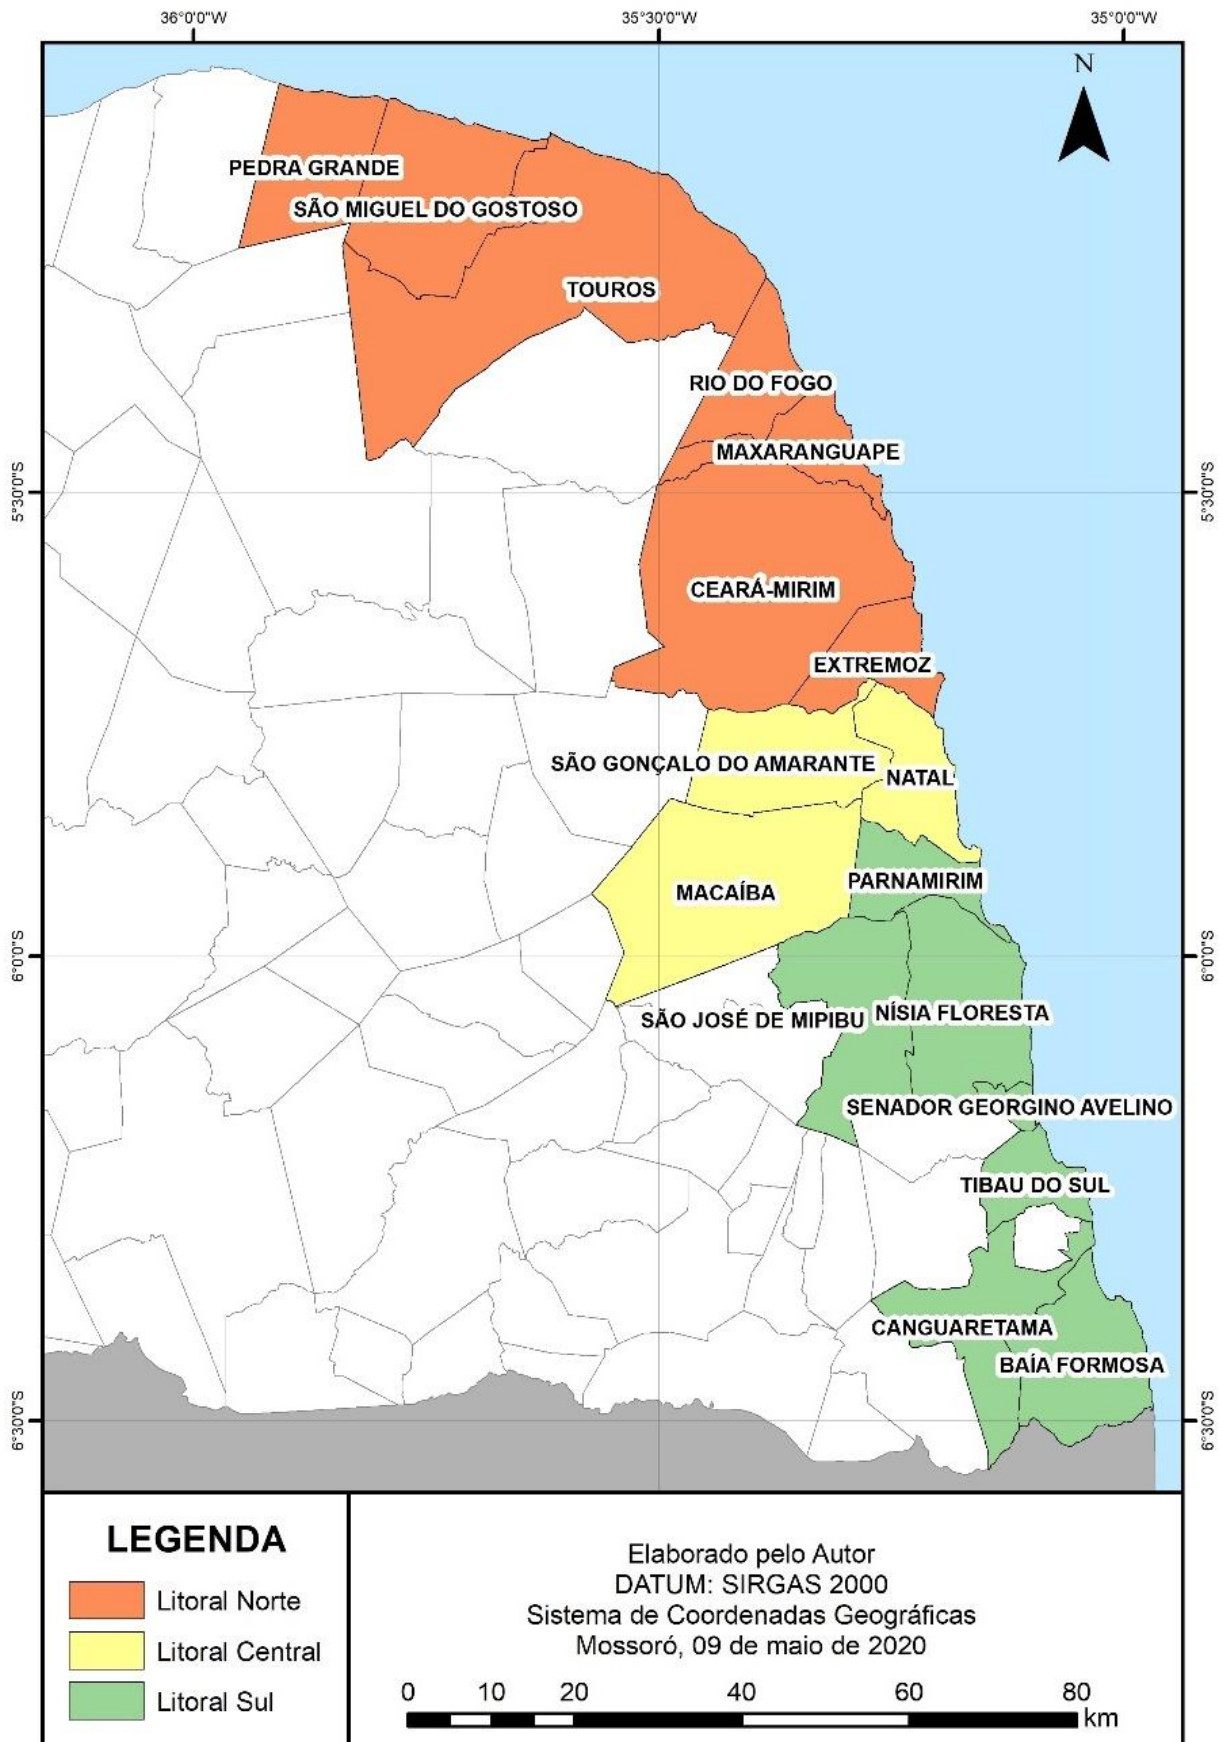 36°0'0"W
35°30'0"W
35°0'0"W
N
PEDRA GRANDE
SÃO MIGUEL DO GOSTOSO
TOUROS
RIO DO FOGO
MAXARANGUAPE
5°30'0"S
5°30'0"S
CEARÁ-MIRIM
EXTREMOZ
SÃO GONÇALO DO AMARANTE
NATAL
PARNAMIRIM
MACAÍBA
6°0'0"S
6°0'0"S
SÃO JOSÉ DE MIPIBU
NÍSIA FLORESTA
SENADOR GEORGINO AVELINO
TIBAU DO SUL
CANGUARETAMA
BAÍA FORMOSA
6°30'0"S
6°30'0"S
LEGENDA
Litoral Norte
Litoral Central
Litoral Sul
Elaborado pelo Autor
DATUM: SIRGAS 2000
Sistema de Coordenadas Geográficas
Mossoró, 09 de maio de 2020
0 10 20 40 60 80
km